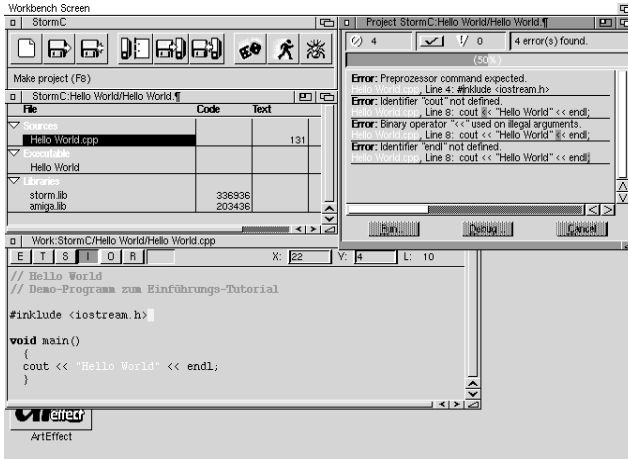 Workbench Screen
StormC
Make project (F8)
StormC:Hello World/Hello World.¶
File Code Text
Sources
Hello World.cpp 131
Executable
Hello World
Libraries
storm.lib 336936
amiga.lib 203436
Project StormC:Hello World/Hello World.¶
4 0 4 error(s) found.
(50%)
Error: Preprozessor command expected.
Hello World.cpp, Line 4: #inklude <iostream.h>
Error: Identifier "cout" not defined.
Hello World.cpp, Line 8: cout << "Hello World" << endl;
Error: Binary operator "<<" used on illegal arguments.
Hello World.cpp, Line 8: cout << "Hello World" << endl;
Error: Identifier "endl" not defined.
Hello World.cpp, Line 8: cout << "Hello World" << endl;
Run... Debug... Cancel
Work:StormC/Hello World/Hello World.cpp
E T S I O R X: 22 Y: 4 L: 10
// Hello World
// Demo-Programm zum Einführungs-Tutorial
#inklude <iostream.h>
void main()
{
cout << "Hello World" << endl;
}
ArtEffect